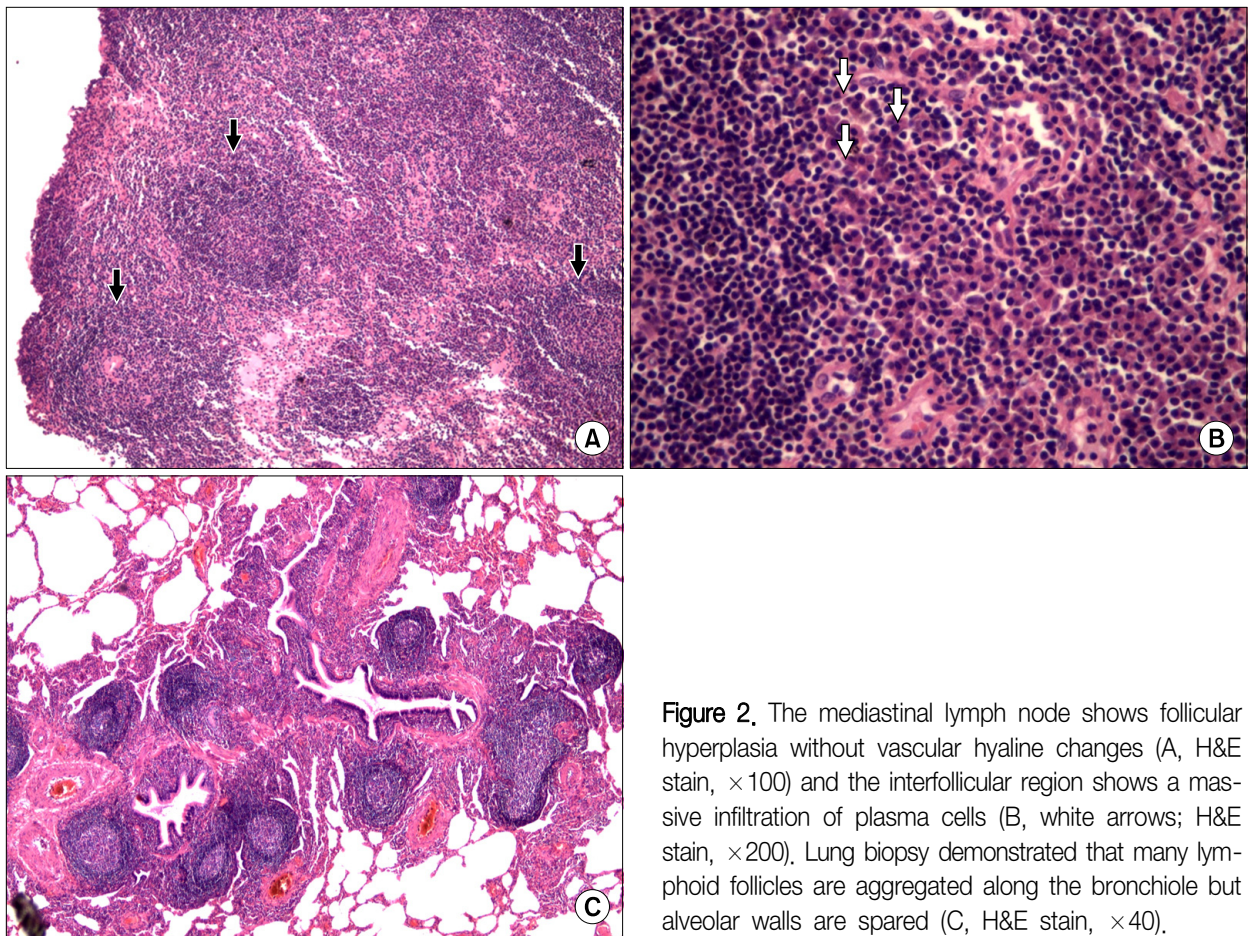 A
B
C
Figure 2. The mediastinal lymph node shows follicular
hyperplasia without vascular hyaline changes (A, H&E
stain, ×100) and the interfollicular region shows a mas-
sive infiltration of plasma cells (B, white arrows; H&E
stain, ×200). Lung biopsy demonstrated that many lym-
phoid follicles are aggregated along the bronchiole but
alveolar walls are spared (C, H&E stain, ×40).